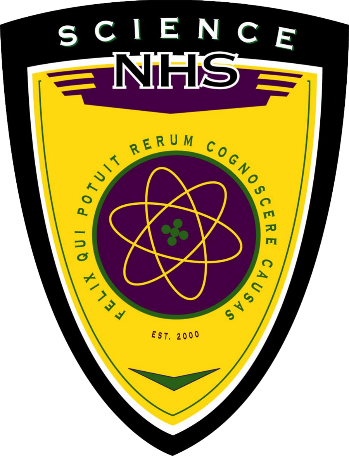 SCIENCE
NHS
FELIX QUI POTUIT RERUM COGNOSCERE CAUSAS
EST. 2000